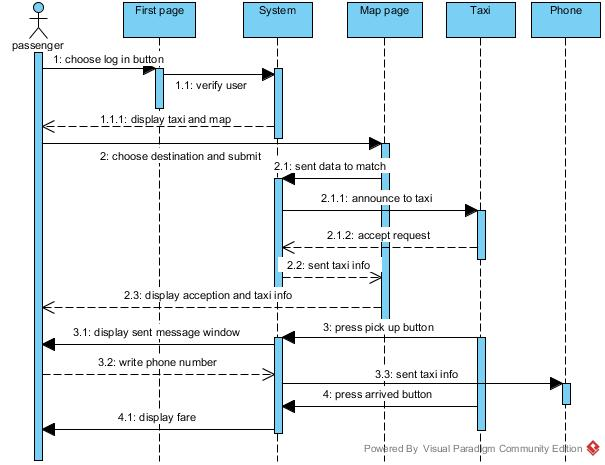 First page
System
Map page
Taxi
Phone
passenger
1: choose log in button
1.1: verify user
1.1.1: display taxi and map
2: choose destination and submit
2.1: sent data to match
2.1.1: announce to taxi
2.1.2: accept request
2.2: sent taxi info
2.3: display acception and taxi info
3: press pick up button
3.1: display sent message window
3.2: write phone number
3.3: sent taxi info
4: press arrived button
4.1: display fare
Powered By Visual Paradigm Community Edition